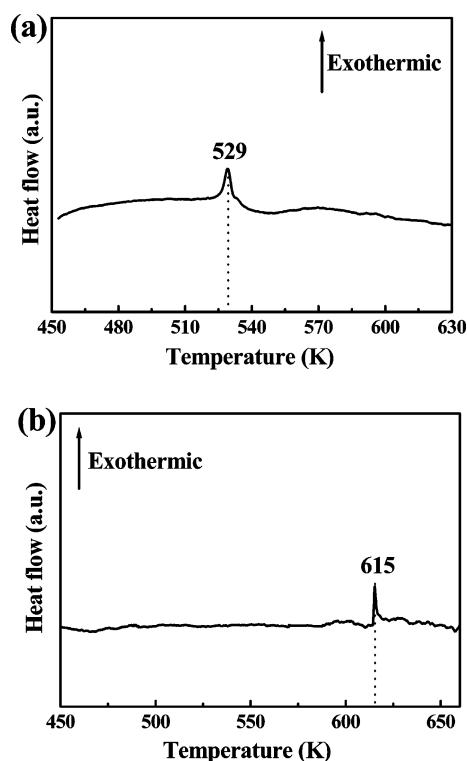 (a)
Exothermic
529
Heat flow (a.u.)
450 480 510 540 570 600 630
Temperature (K)
(b)
Exothermic
615
Heat flow (a.u.)
450 500 550 600 650
Temperature (K)